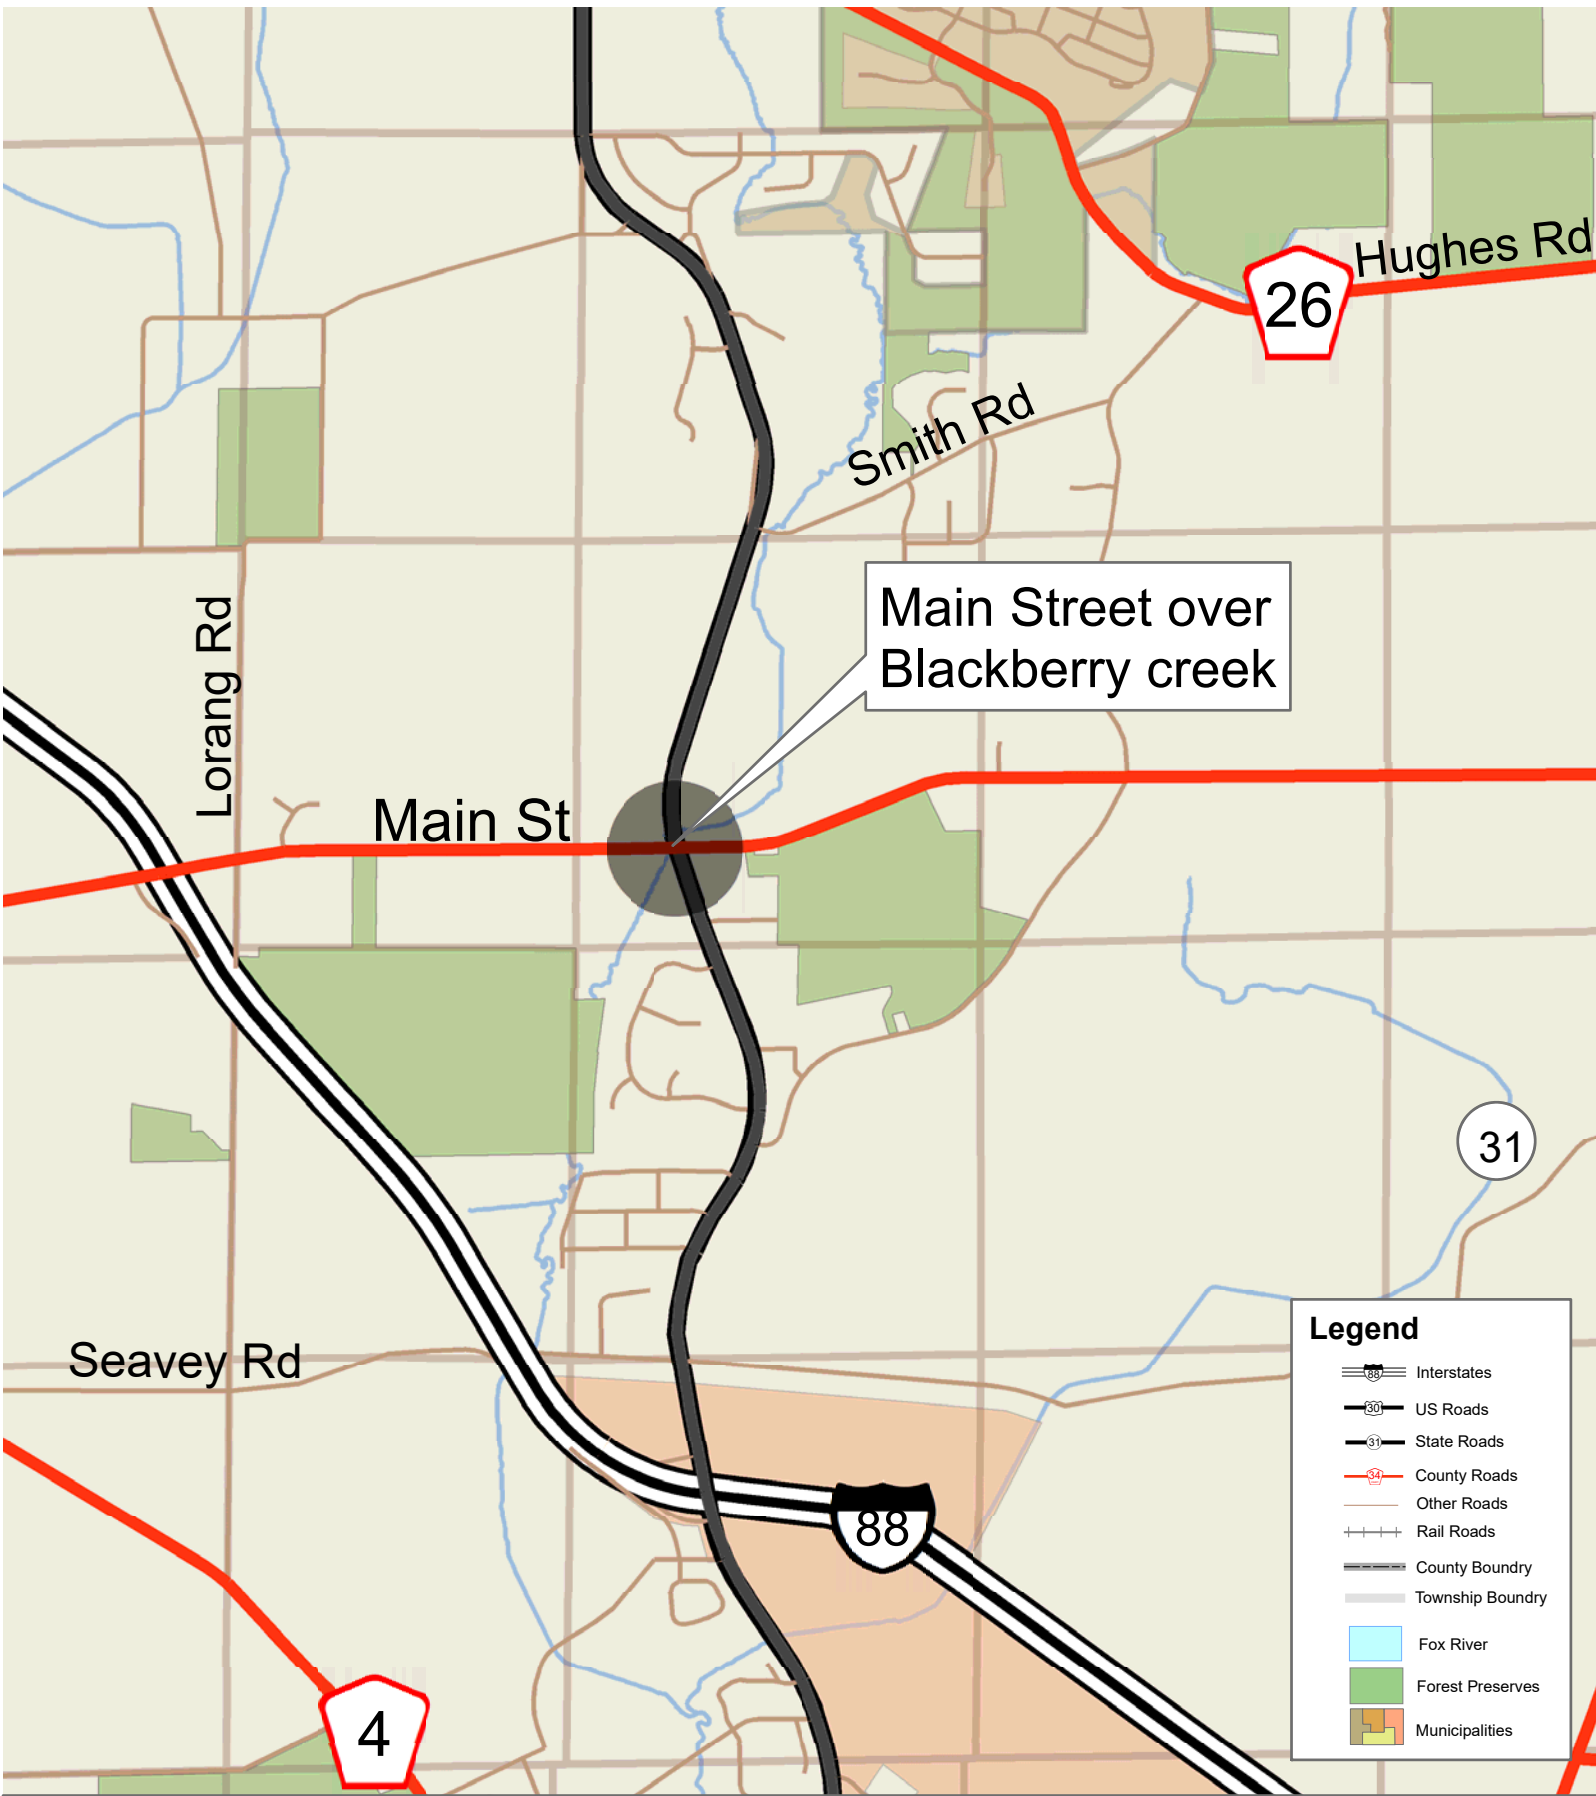 Hughes Rd
26
Smith Rd
Main Street over
Blackberry creek
Lorang Rd
Main St
31
Seavey Rd
88
4
Legend
88 Interstates
30 US Roads
31 State Roads
34 County Roads
Other Roads
Rail Roads
County Boundry
Township Boundry
Fox River
Forest Preserves
Municipalities